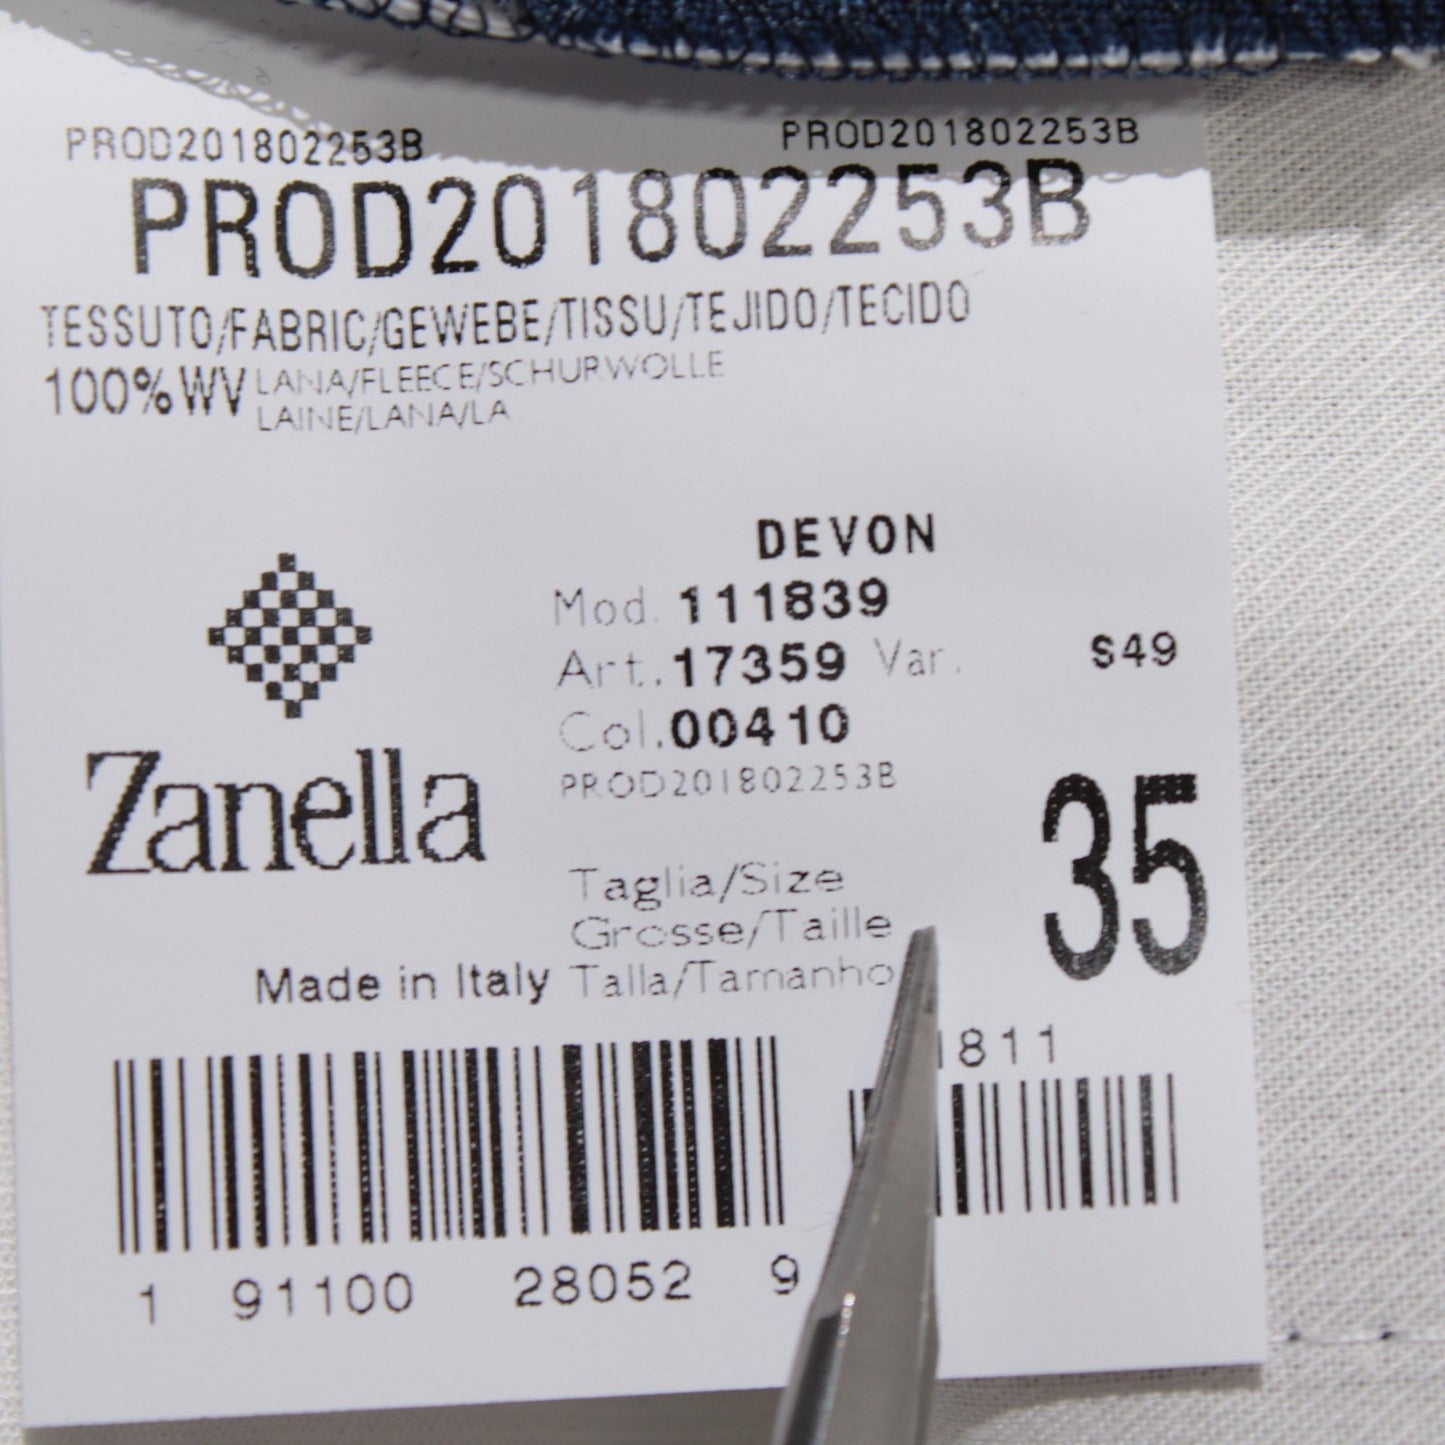 PROD201802253B PROD201802253B
PROD201802253B
TESSUTO/FABRIC/GEWEBE/TISSU/TEJIDO/TECIDO
100%WV LANA/FLEECE/SCHURWOLLE
LAINE/LANA/LA
DEVON
Mod. 111839
Art. 17359 Var. S49
Col. 00410
PROD201802253B
Zanella
35
Taglia/Size
Grosse/Taille
Made in Italy Talla/Tamanho
1811
1 91100 28052 9